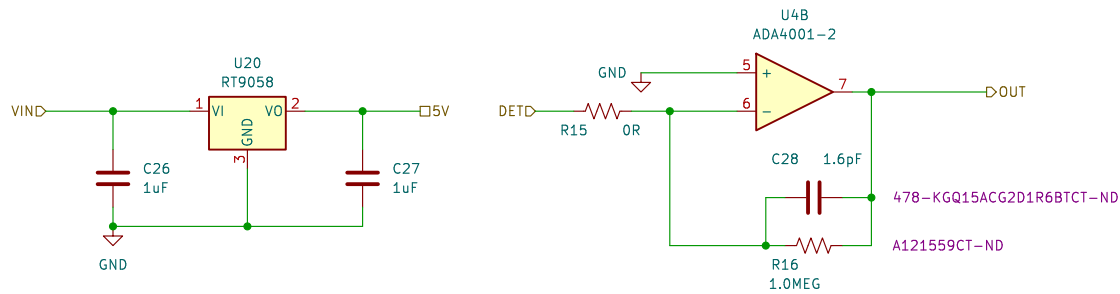 U20
RT9058
VIN
1
VI
VO
2
5V
GND
3
C26
1uF
C27
1uF
GND
U4B
ADA4001-2
GND
5
+
7
OUT
DET
6
-
R15
0R
C28
1.6pF
478-KGQ15ACG2D1R6BTCT-ND
A121559CT-ND
R16
1.0MEG